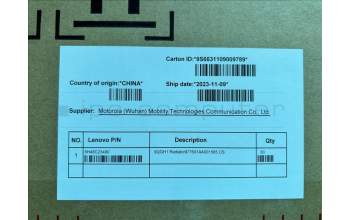 Carton ID:*9S6631109009789*
Country of origin:*CHINA*
Ship date:*2023-11-09*
Supplier: Motorola (Wuhan) Mobility Technologies Communication Co., Ltd.
NO. Lenovo P/N Description Qty
1